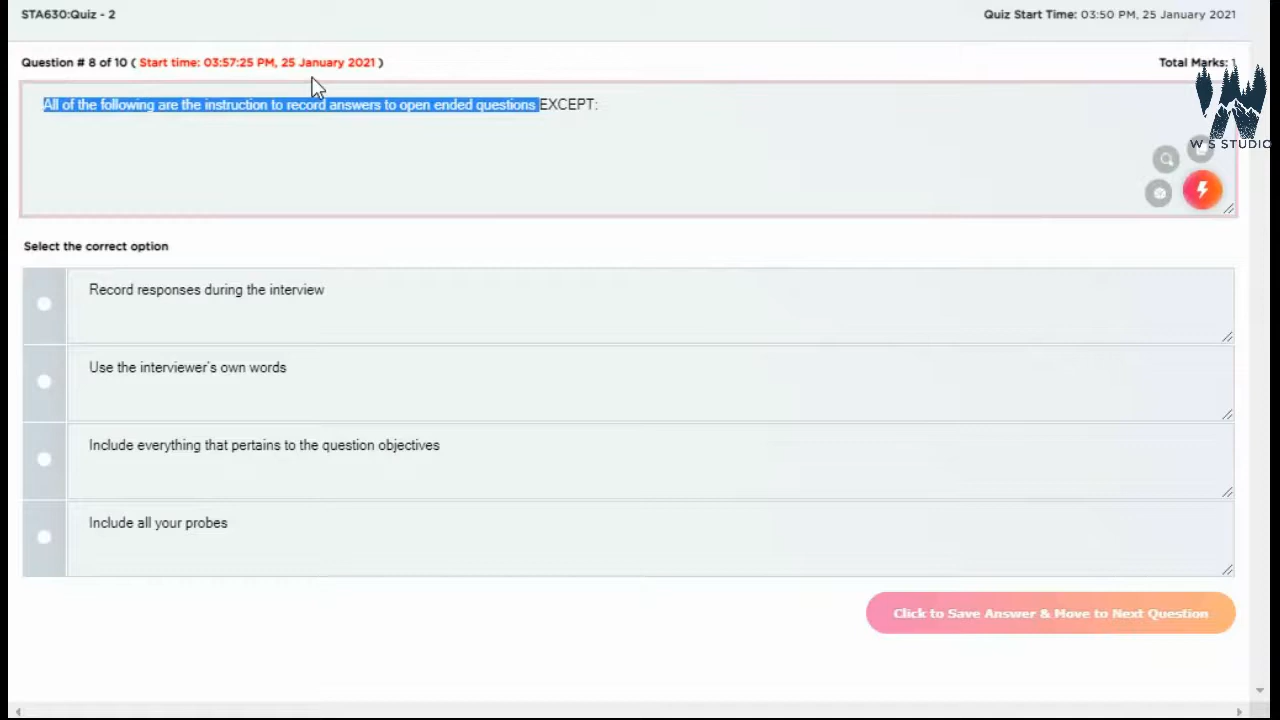 STA630:Quiz - 2
Quiz Start Time: 03:50 PM, 25 January 2021
Question # 8 of 10 ( Start time: 03:57:25 PM, 25 January 2021 )
Total Marks: 1
All of the following are the instruction to record answers to open ended questions EXCEPT:
W S STUDIO
Select the correct option
Record responses during the interview
Use the interviewer's own words
Include everything that pertains to the question objectives
Include all your probes
Click to Save Answer & Move to Next Question